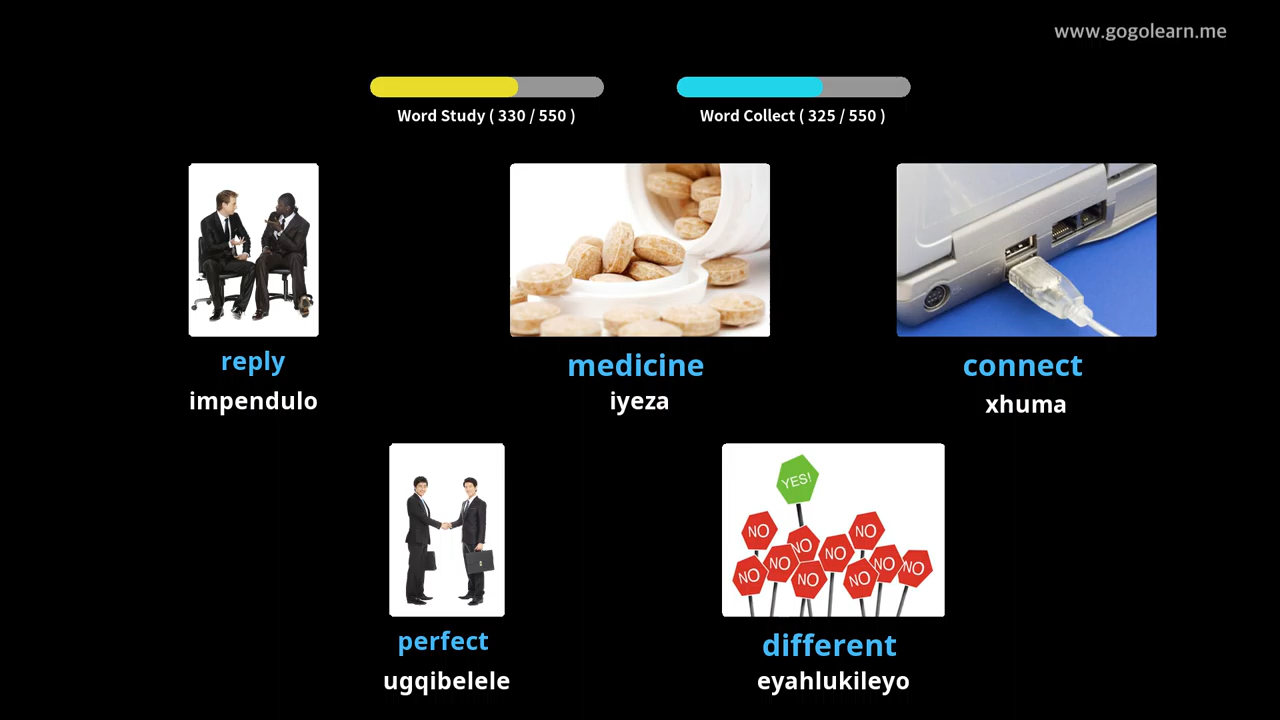 www.gogolearn.me
Word Study ( 330 / 550 )
Word Collect ( 325 / 550 )
reply
impendulo
medicine
iyeza
connect
xhuma
YES!
NO
NO
NO
NO
NO
NO
NO
NO
NO
NO
perfect
ugqibelele
different
eyahlukileyo